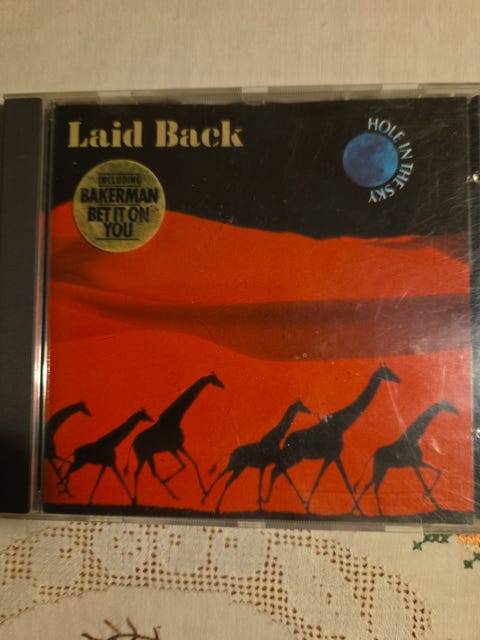 Laid Back
HOLE IN THE SKY
INCLUDING
BAKERMAN
BET IT ON
YOU